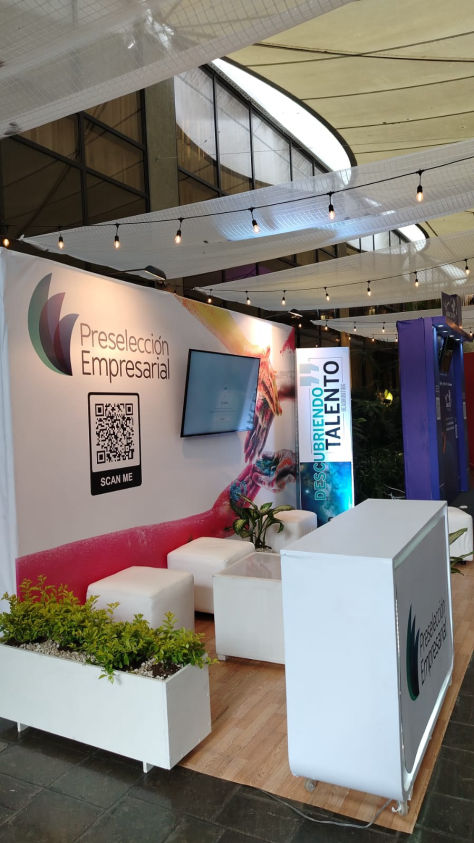 Preselección
Empresarial
SCAN ME
DESCUBRIENDO
TALENTO
Preselección
Empresarial